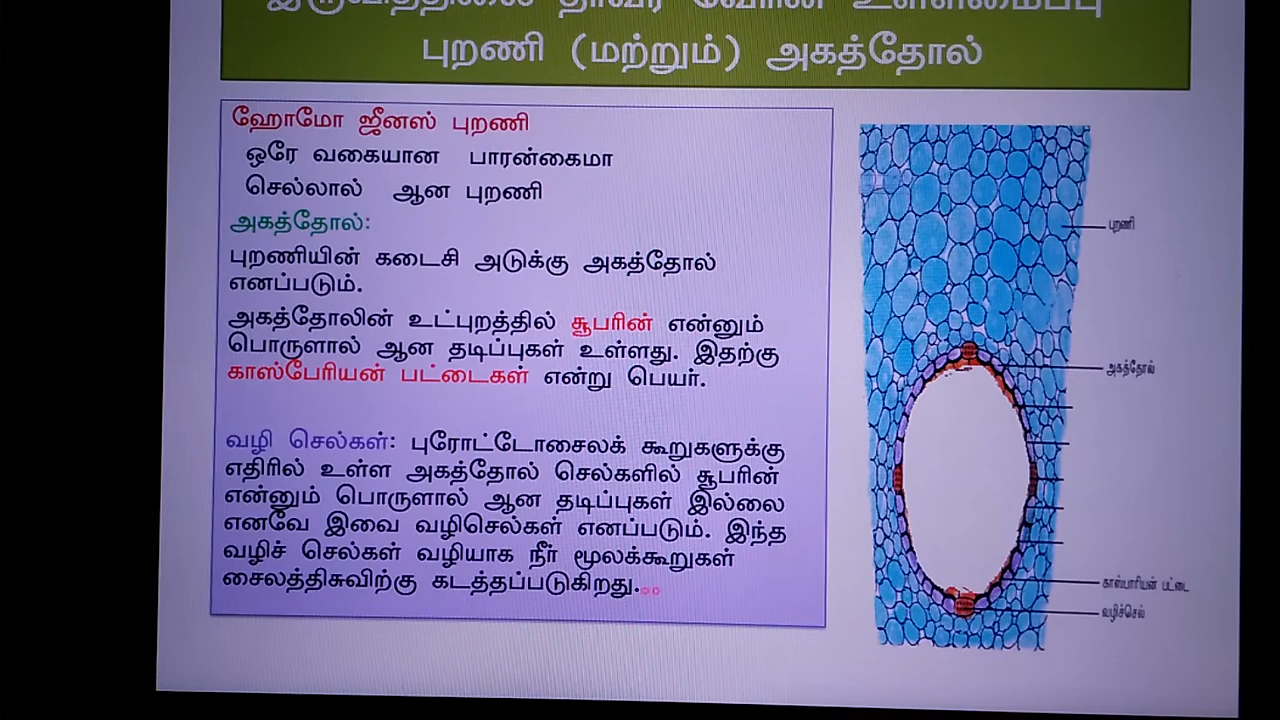 புறணி (மற்றும்) அகத்தோல்
ஹோமோ ஜீனஸ் புறணி
ஒரே வகையான பாரன்கைமா
செல்லால் ஆன புறணி
அகத்தோல்:
புறணியின் கடைசி அடுக்கு அகத்தோல்
எனப்படும்.
அகத்தோலின் உட்புறத்தில் சூபரின் என்னும்
பொருளால் ஆன தடிப்புகள் உள்ளது. இதற்கு
காஸ்பேரியன் பட்டைகள் என்று பெயர்.
வழி செல்கள்: புரோட்டோசைலக் கூறுகளுக்கு
எதிரில் உள்ள அகத்தோல் செல்களில் சூபரின்
என்னும் பொருளால் ஆன தடிப்புகள் இல்லை
எனவே இவை வழிசெல்கள் எனப்படும். இந்த
வழிச் செல்கள் வழியாக நீர் மூலக்கூறுகள்
சைலத்திசுவிற்கு கடத்தப்படுகிறது.
புறணி
அகத்தோல்
காஸ்பாரியன் பட்டை
வழிச்செல்